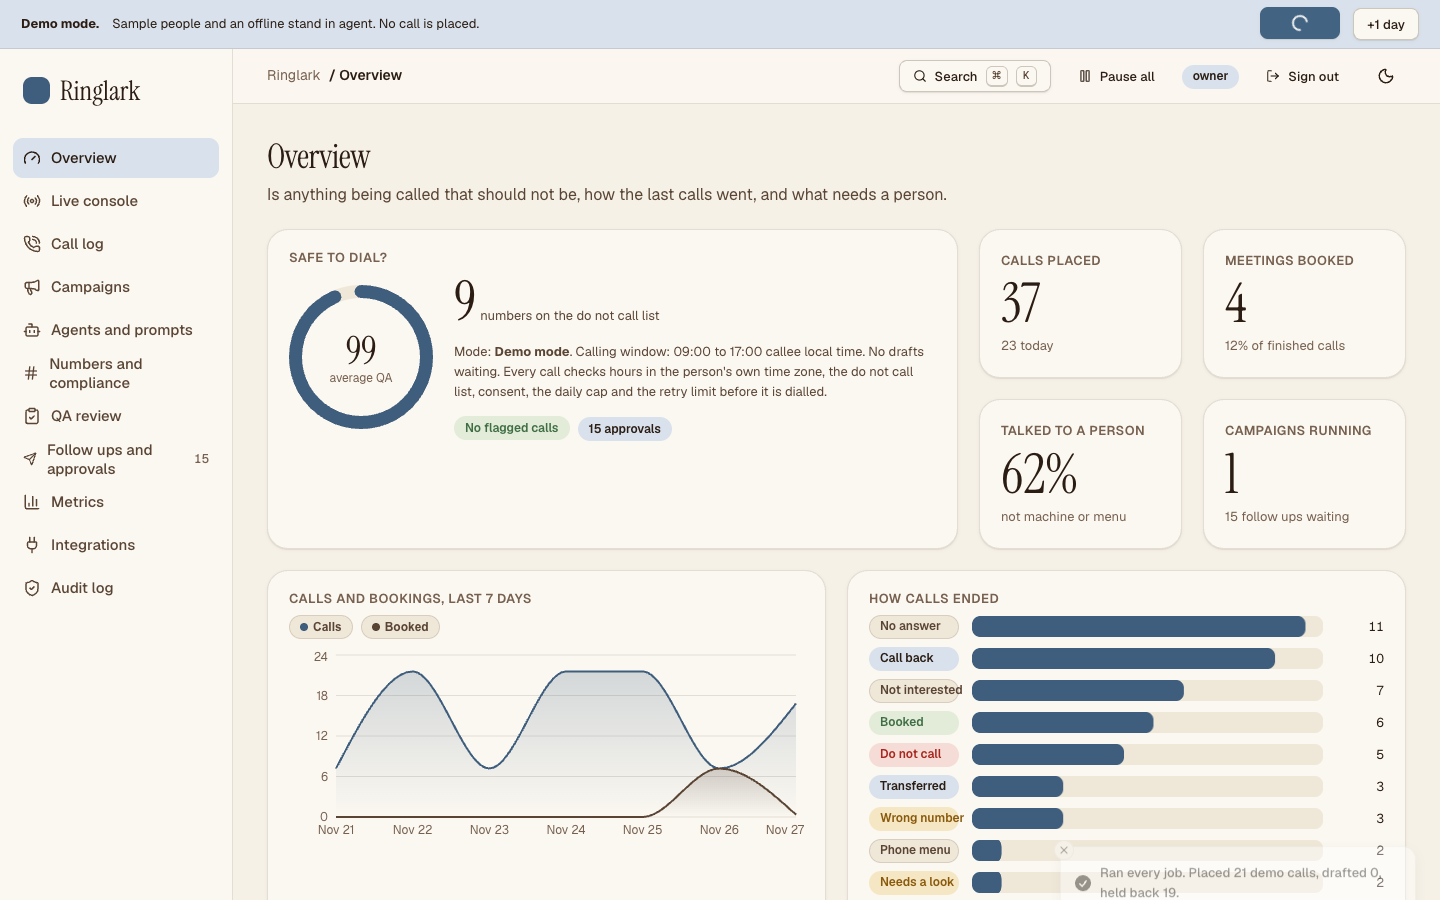 Demo mode. Sample people and an offline stand in agent. No call is placed.
+1 day
Ringlark
Ringlark / Overview
Search ⌘ K
Pause all
owner
Sign out
Overview
Live console
Call log
Campaigns
Agents and prompts
Numbers and
compliance
QA review
Follow ups and
approvals
15
Metrics
Integrations
Audit log
Overview
Is anything being called that should not be, how the last calls went, and what needs a person.
SAFE TO DIAL?
99
average QA
9 numbers on the do not call list
Mode: Demo mode. Calling window: 09:00 to 17:00 callee local time. No drafts
waiting. Every call checks hours in the person's own time zone, the do not call
list, consent, the daily cap and the retry limit before it is dialled.
No flagged calls
15 approvals
CALLS PLACED
37
23 today
MEETINGS BOOKED
4
12% of finished calls
TALKED TO A PERSON
62%
not machine or menu
CAMPAIGNS RUNNING
1
15 follow ups waiting
CALLS AND BOOKINGS, LAST 7 DAYS
Calls
Booked
24
18
12
6
0
Nov 21 Nov 22 Nov 23 Nov 24 Nov 25 Nov 26 Nov 27
HOW CALLS ENDED
No answer 11
Call back 10
Not interested 7
Booked 6
Do not call 5
Transferred 3
Wrong number 3
Phone menu 2
Needs a look 2
Ran every job. Placed 21 demo calls, drafted 0,
held back 19.